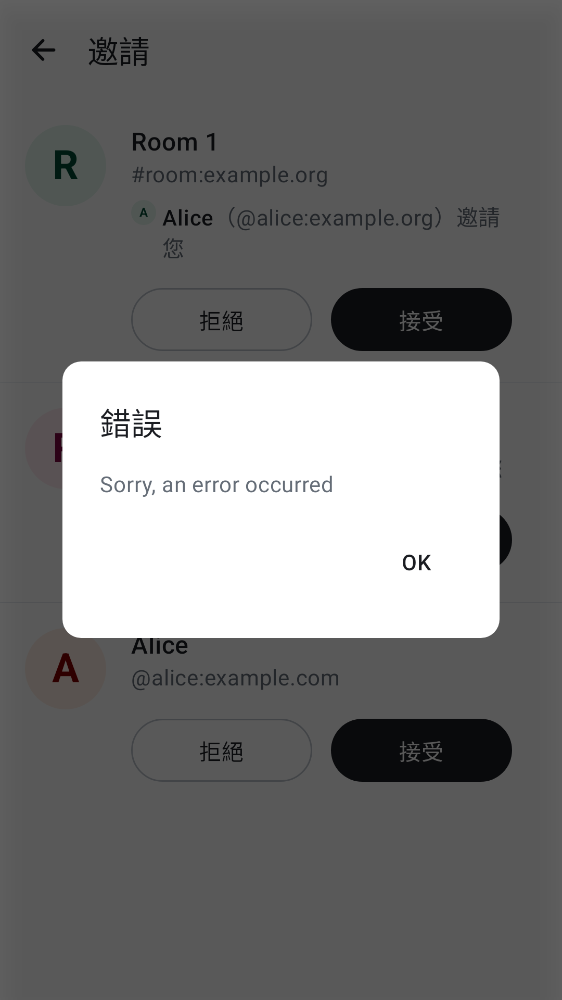 邀請
R
Room 1
#room:example.org
A Alice（@alice:example.org）邀請
您
拒絕
接受
錯誤
Sorry, an error occurred
OK
Alice
A
@alice:example.com
拒絕
接受